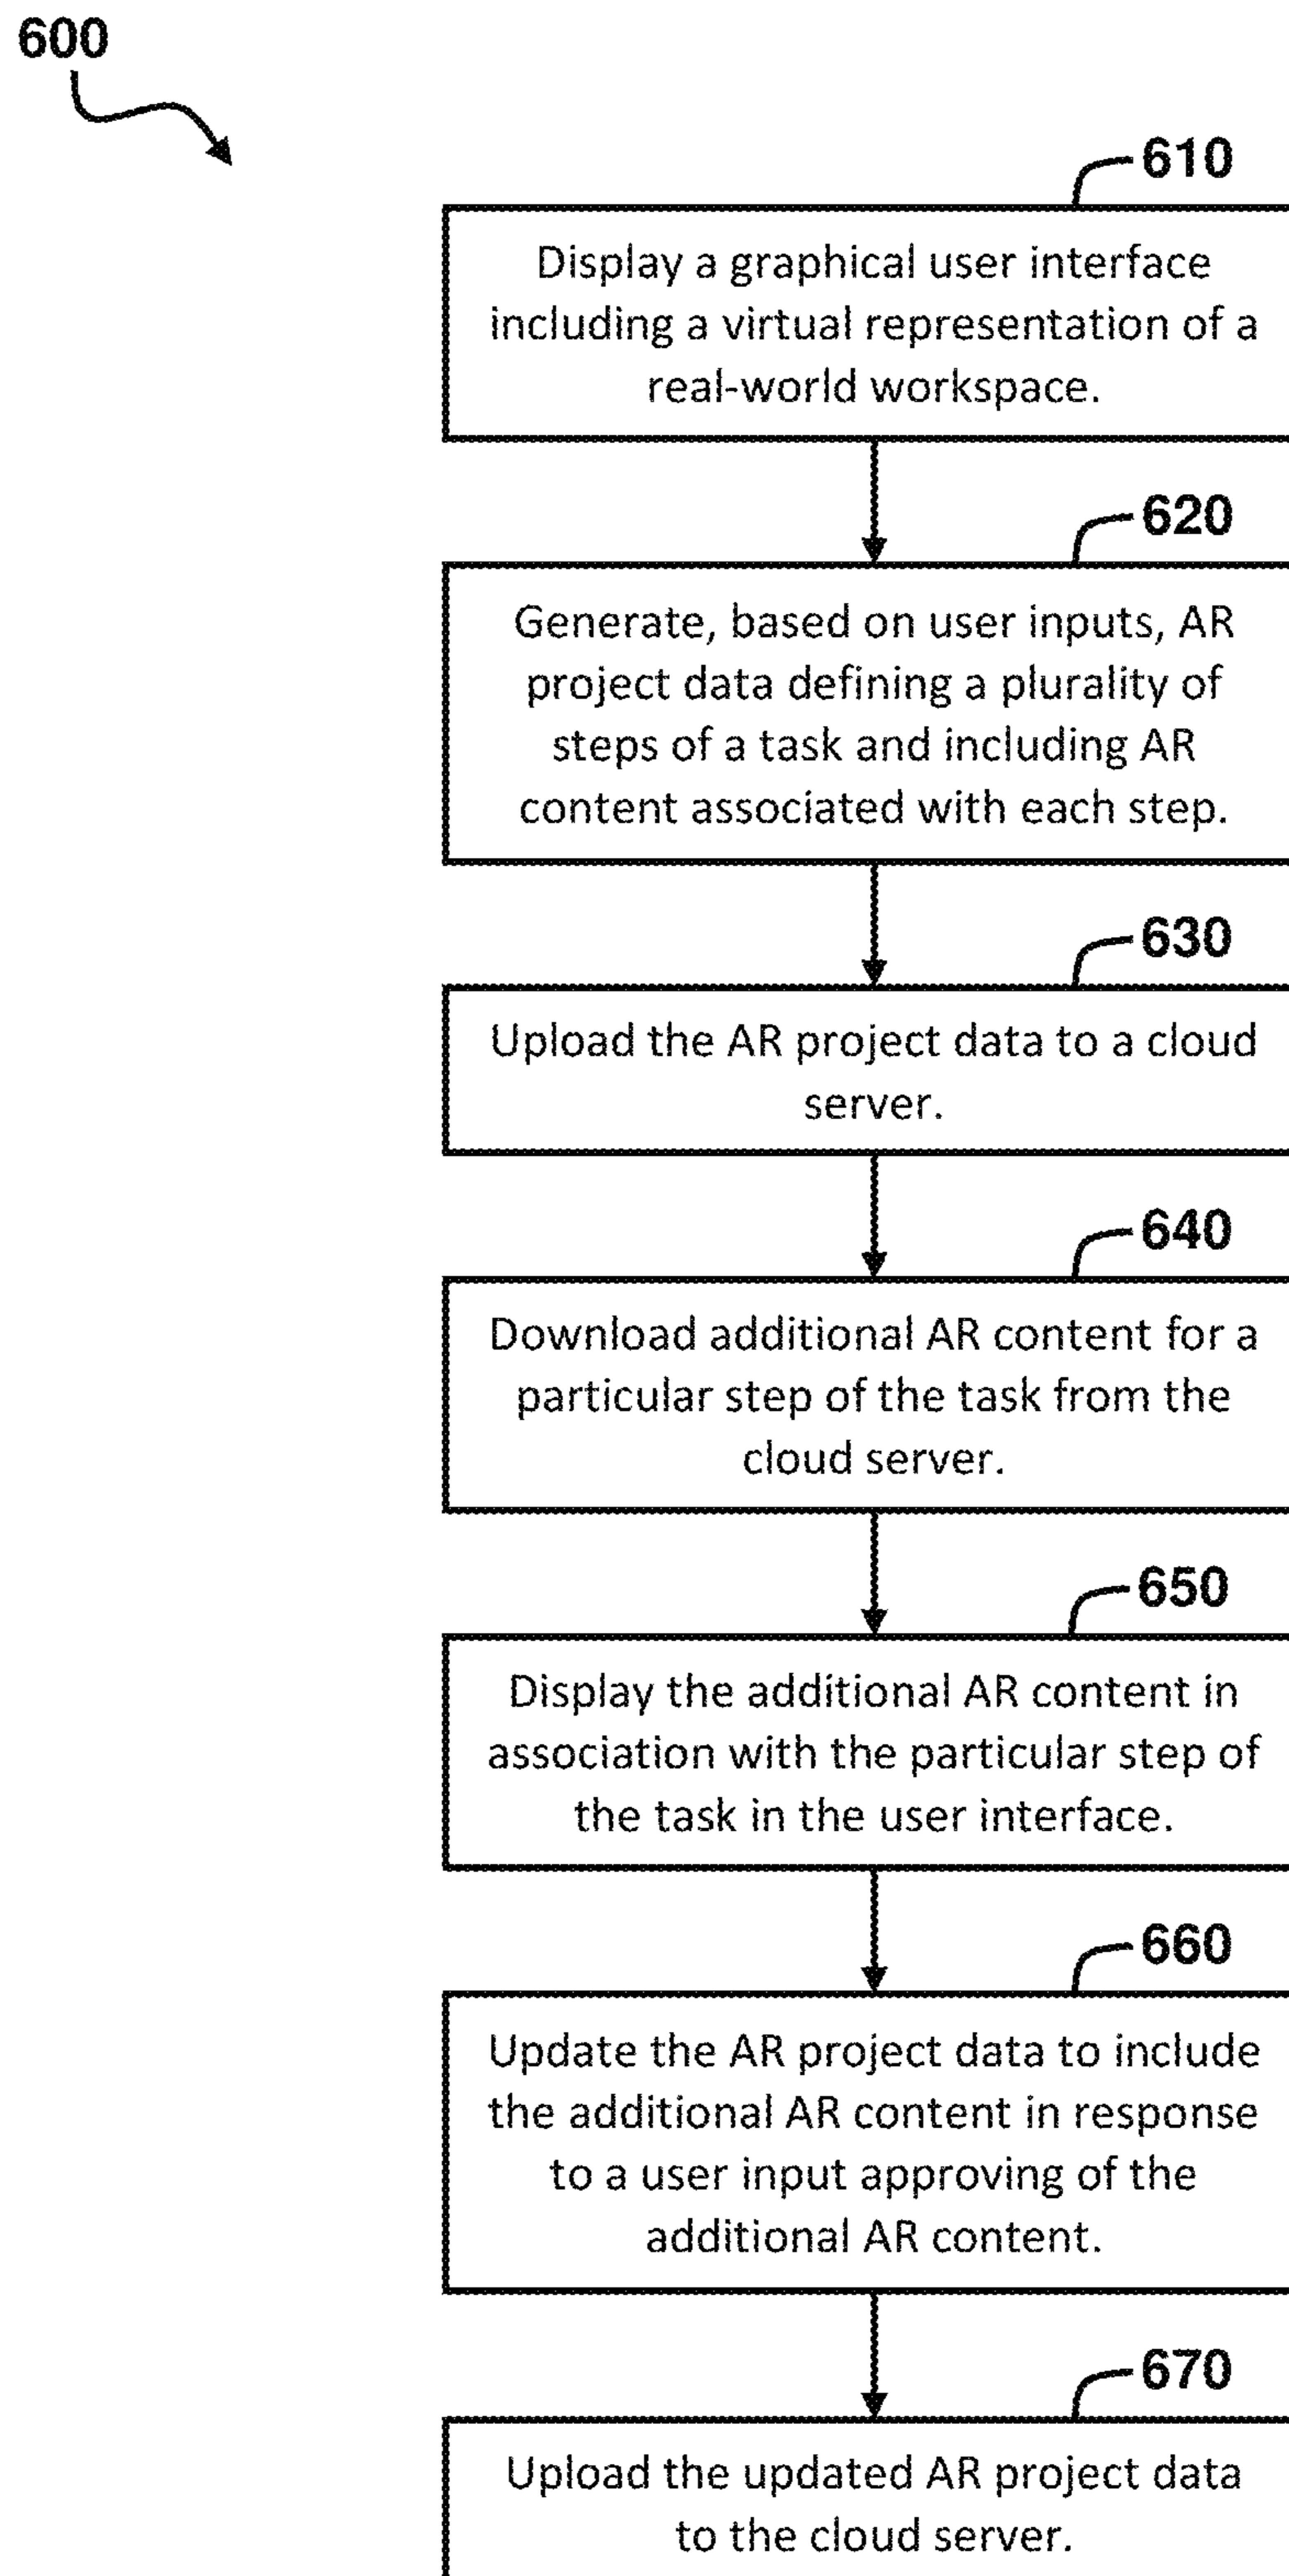 600
610
Display a graphical user interface
including a virtual representation of a
real-world workspace.
620
Generate, based on user inputs, AR
project data defining a plurality of
steps of a task and including AR
content associated with each step.
630
Upload the AR project data to a cloud
server.
640
Download additional AR content for a
particular step of the task from the
cloud server.
650
Display the additional AR content in
association with the particular step of
the task in the user interface.
660
Update the AR project data to include
the additional AR content in response
to a user input approving of the
additional AR content.
670
Upload the updated AR project data
to the cloud server.